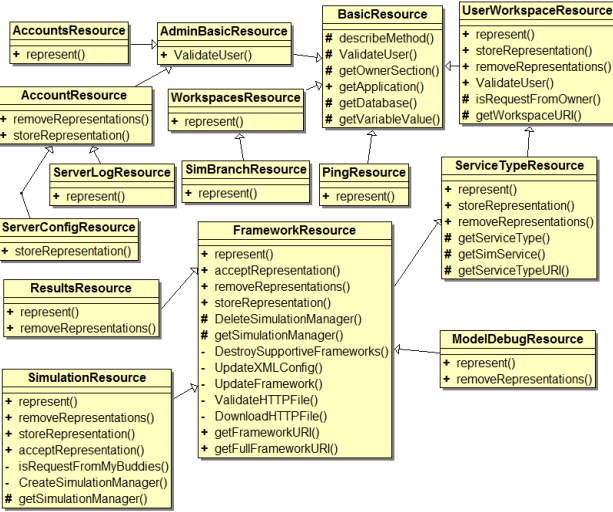 AccountsResource
+ represent()
AdminBasicResource
+ ValidateUser()
BasicResource
# describeMethod()
# ValidateUser()
# getOwnerSection()
+ getApplication()
# getDatabase()
# getVariableValue()
UserWorkspaceResource
+ represent()
+ storeRepresentation()
+ removeRepresentations()
+ ValidateUser()
# isRequestFromOwner()
# getWorkspaceURI()
AccountResource
+ removeRepresentations()
+ storeRepresentation()
WorkspacesResource
+ represent()
ServerLogResource
+ represent()
SimBranchResource
+ represent()
PingResource
+ represent()
ServiceTypeResource
+ represent()
+ storeRepresentation()
+ removeRepresentations()
# getServiceType()
# getSimService()
# getServiceTypeURI()
ServerConfigResource
+ storeRepresentation()
FrameworkResource
+ represent()
+ acceptRepresentation()
+ removeRepresentations()
+ storeRepresentation()
# DeleteSimulationManager()
# getSimulationManager()
- DestroySupportiveFrameworks()
- UpdateXMLConfig()
- UpdateFramework()
- ValidateHTTPFile()
- DownloadHTTPFile()
+ getFrameworkURI()
+ getFullFrameworkURI()
ResultsResource
+ represent()
+ removeRepresentations()
ModelDebugResource
+ represent()
+ removeRepresentations()
SimulationResource
+ represent()
+ removeRepresentations()
+ storeRepresentation()
+ acceptRepresentation()
- isRequestFromMyBuddies()
- CreateSimulationManager()
# getSimulationManager()